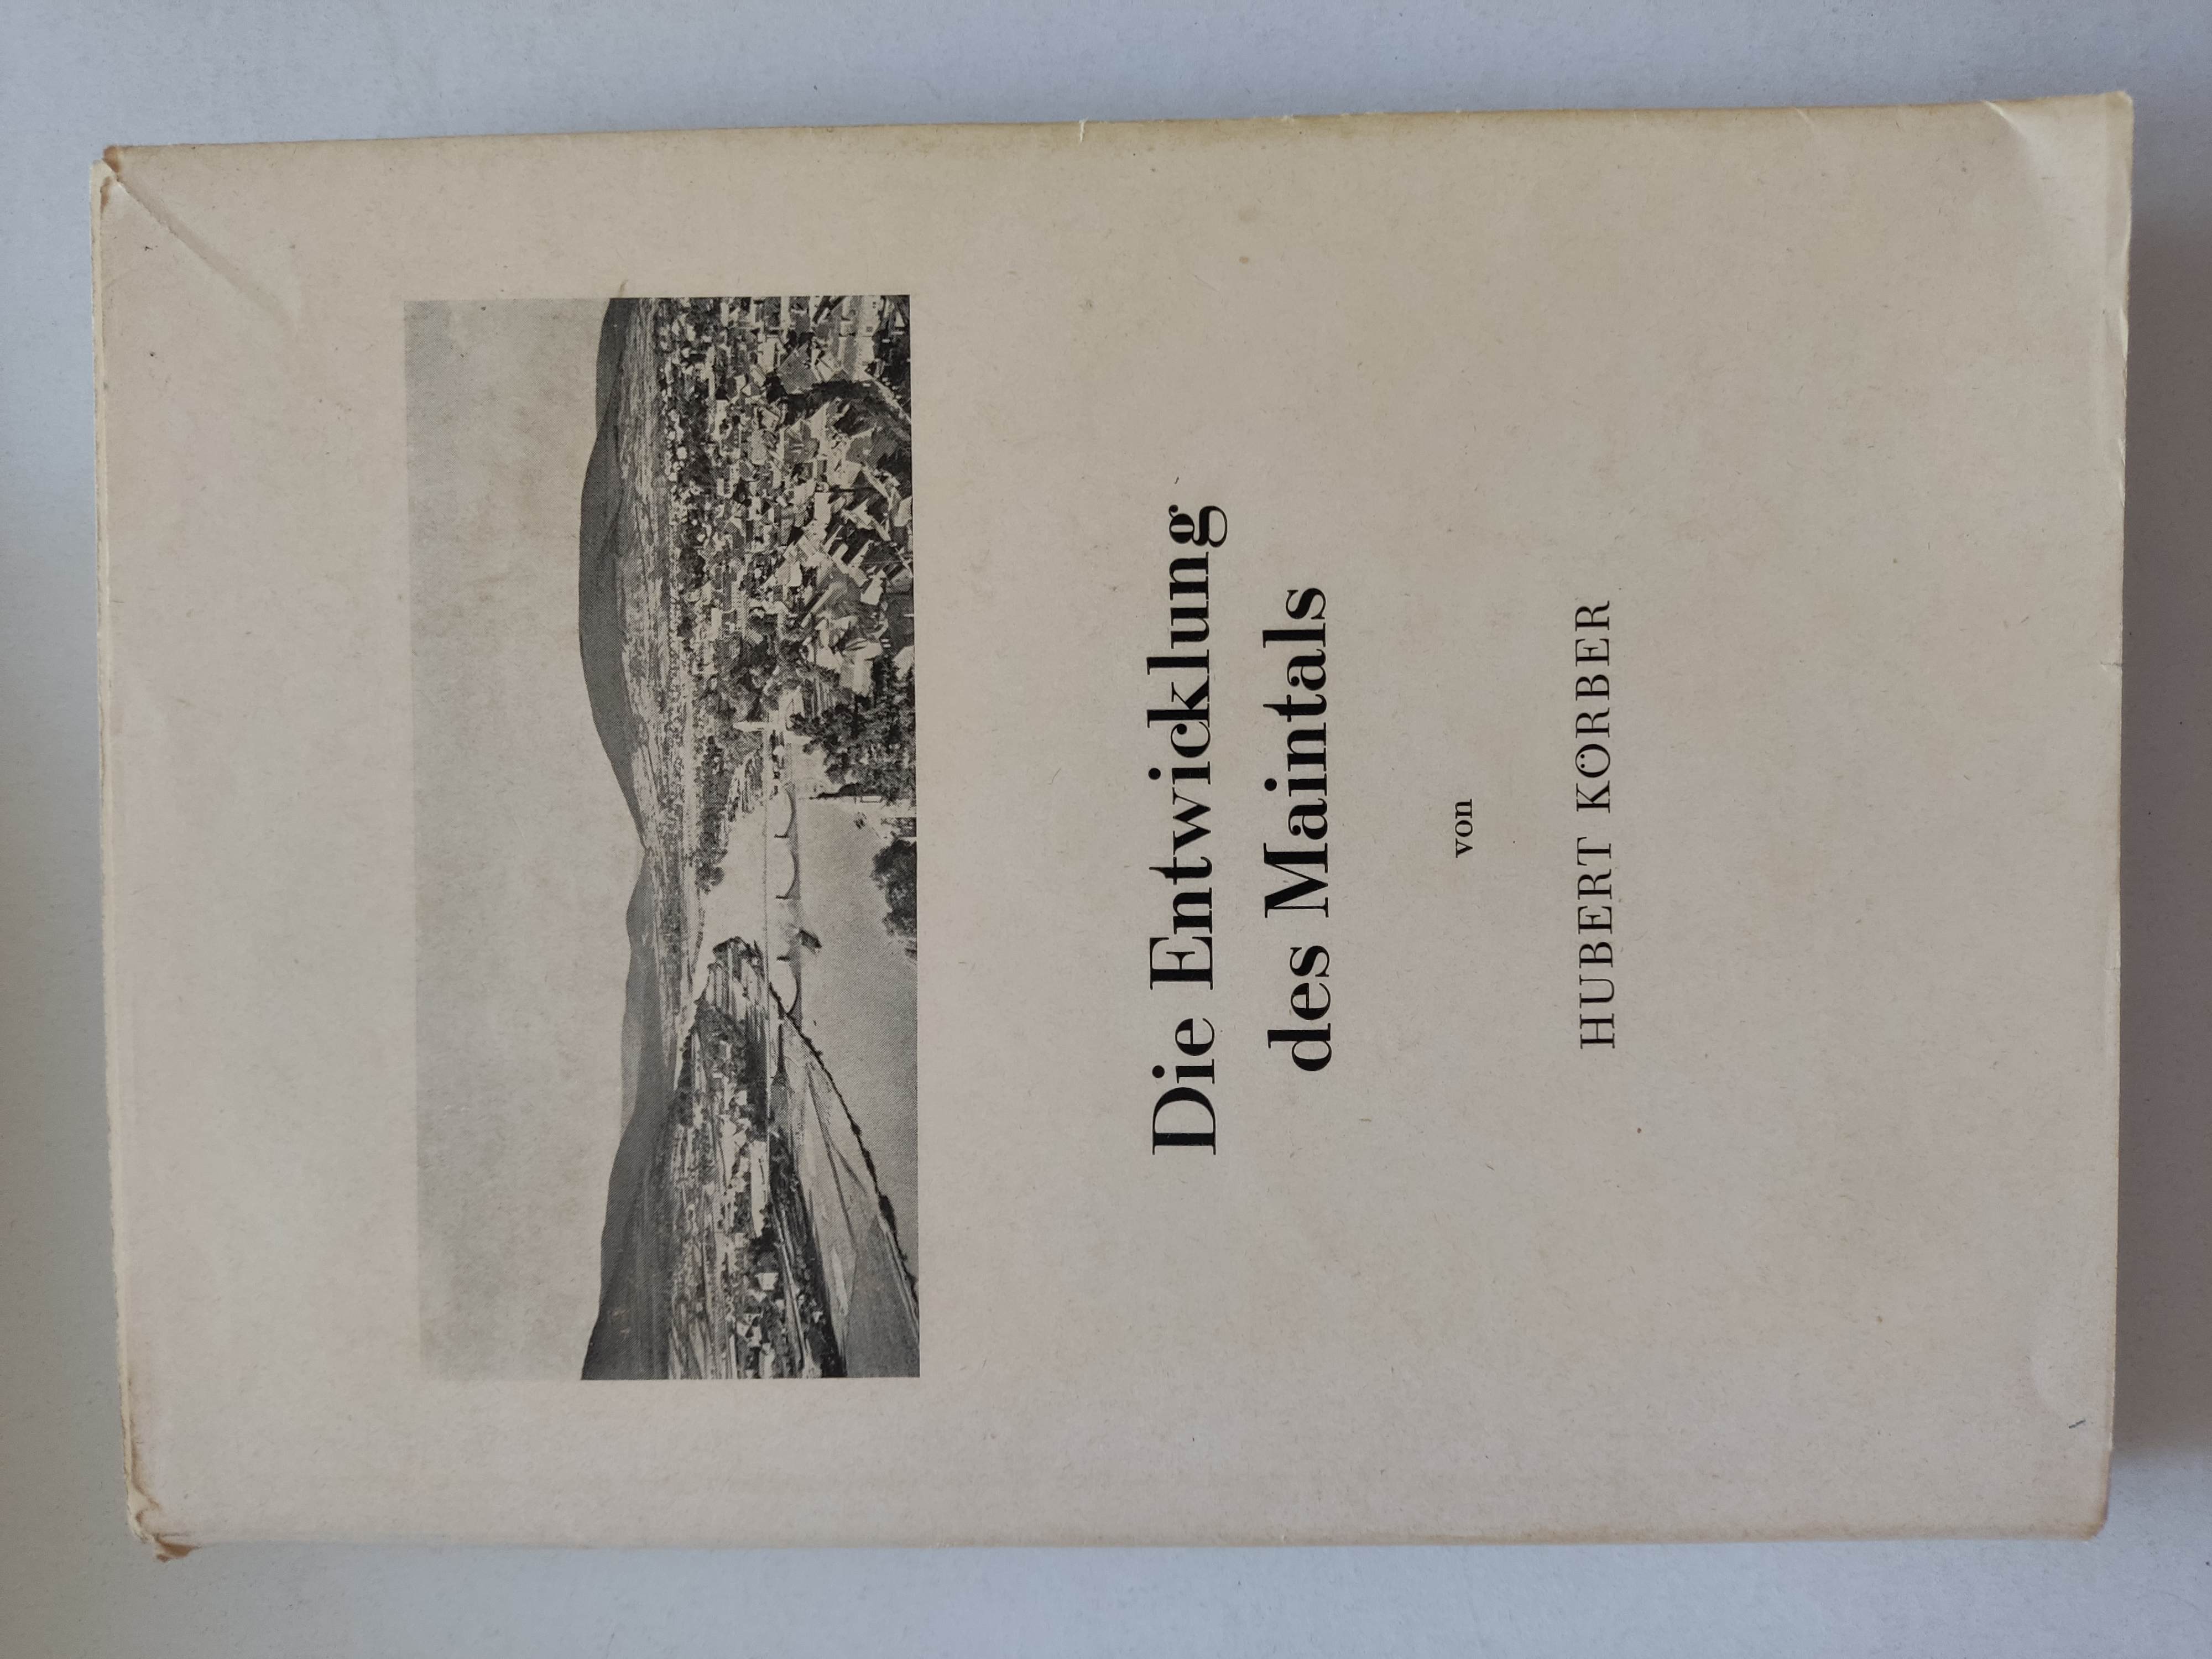 Die Entwicklung
des Maintals
von
HUBERT KÖRBER